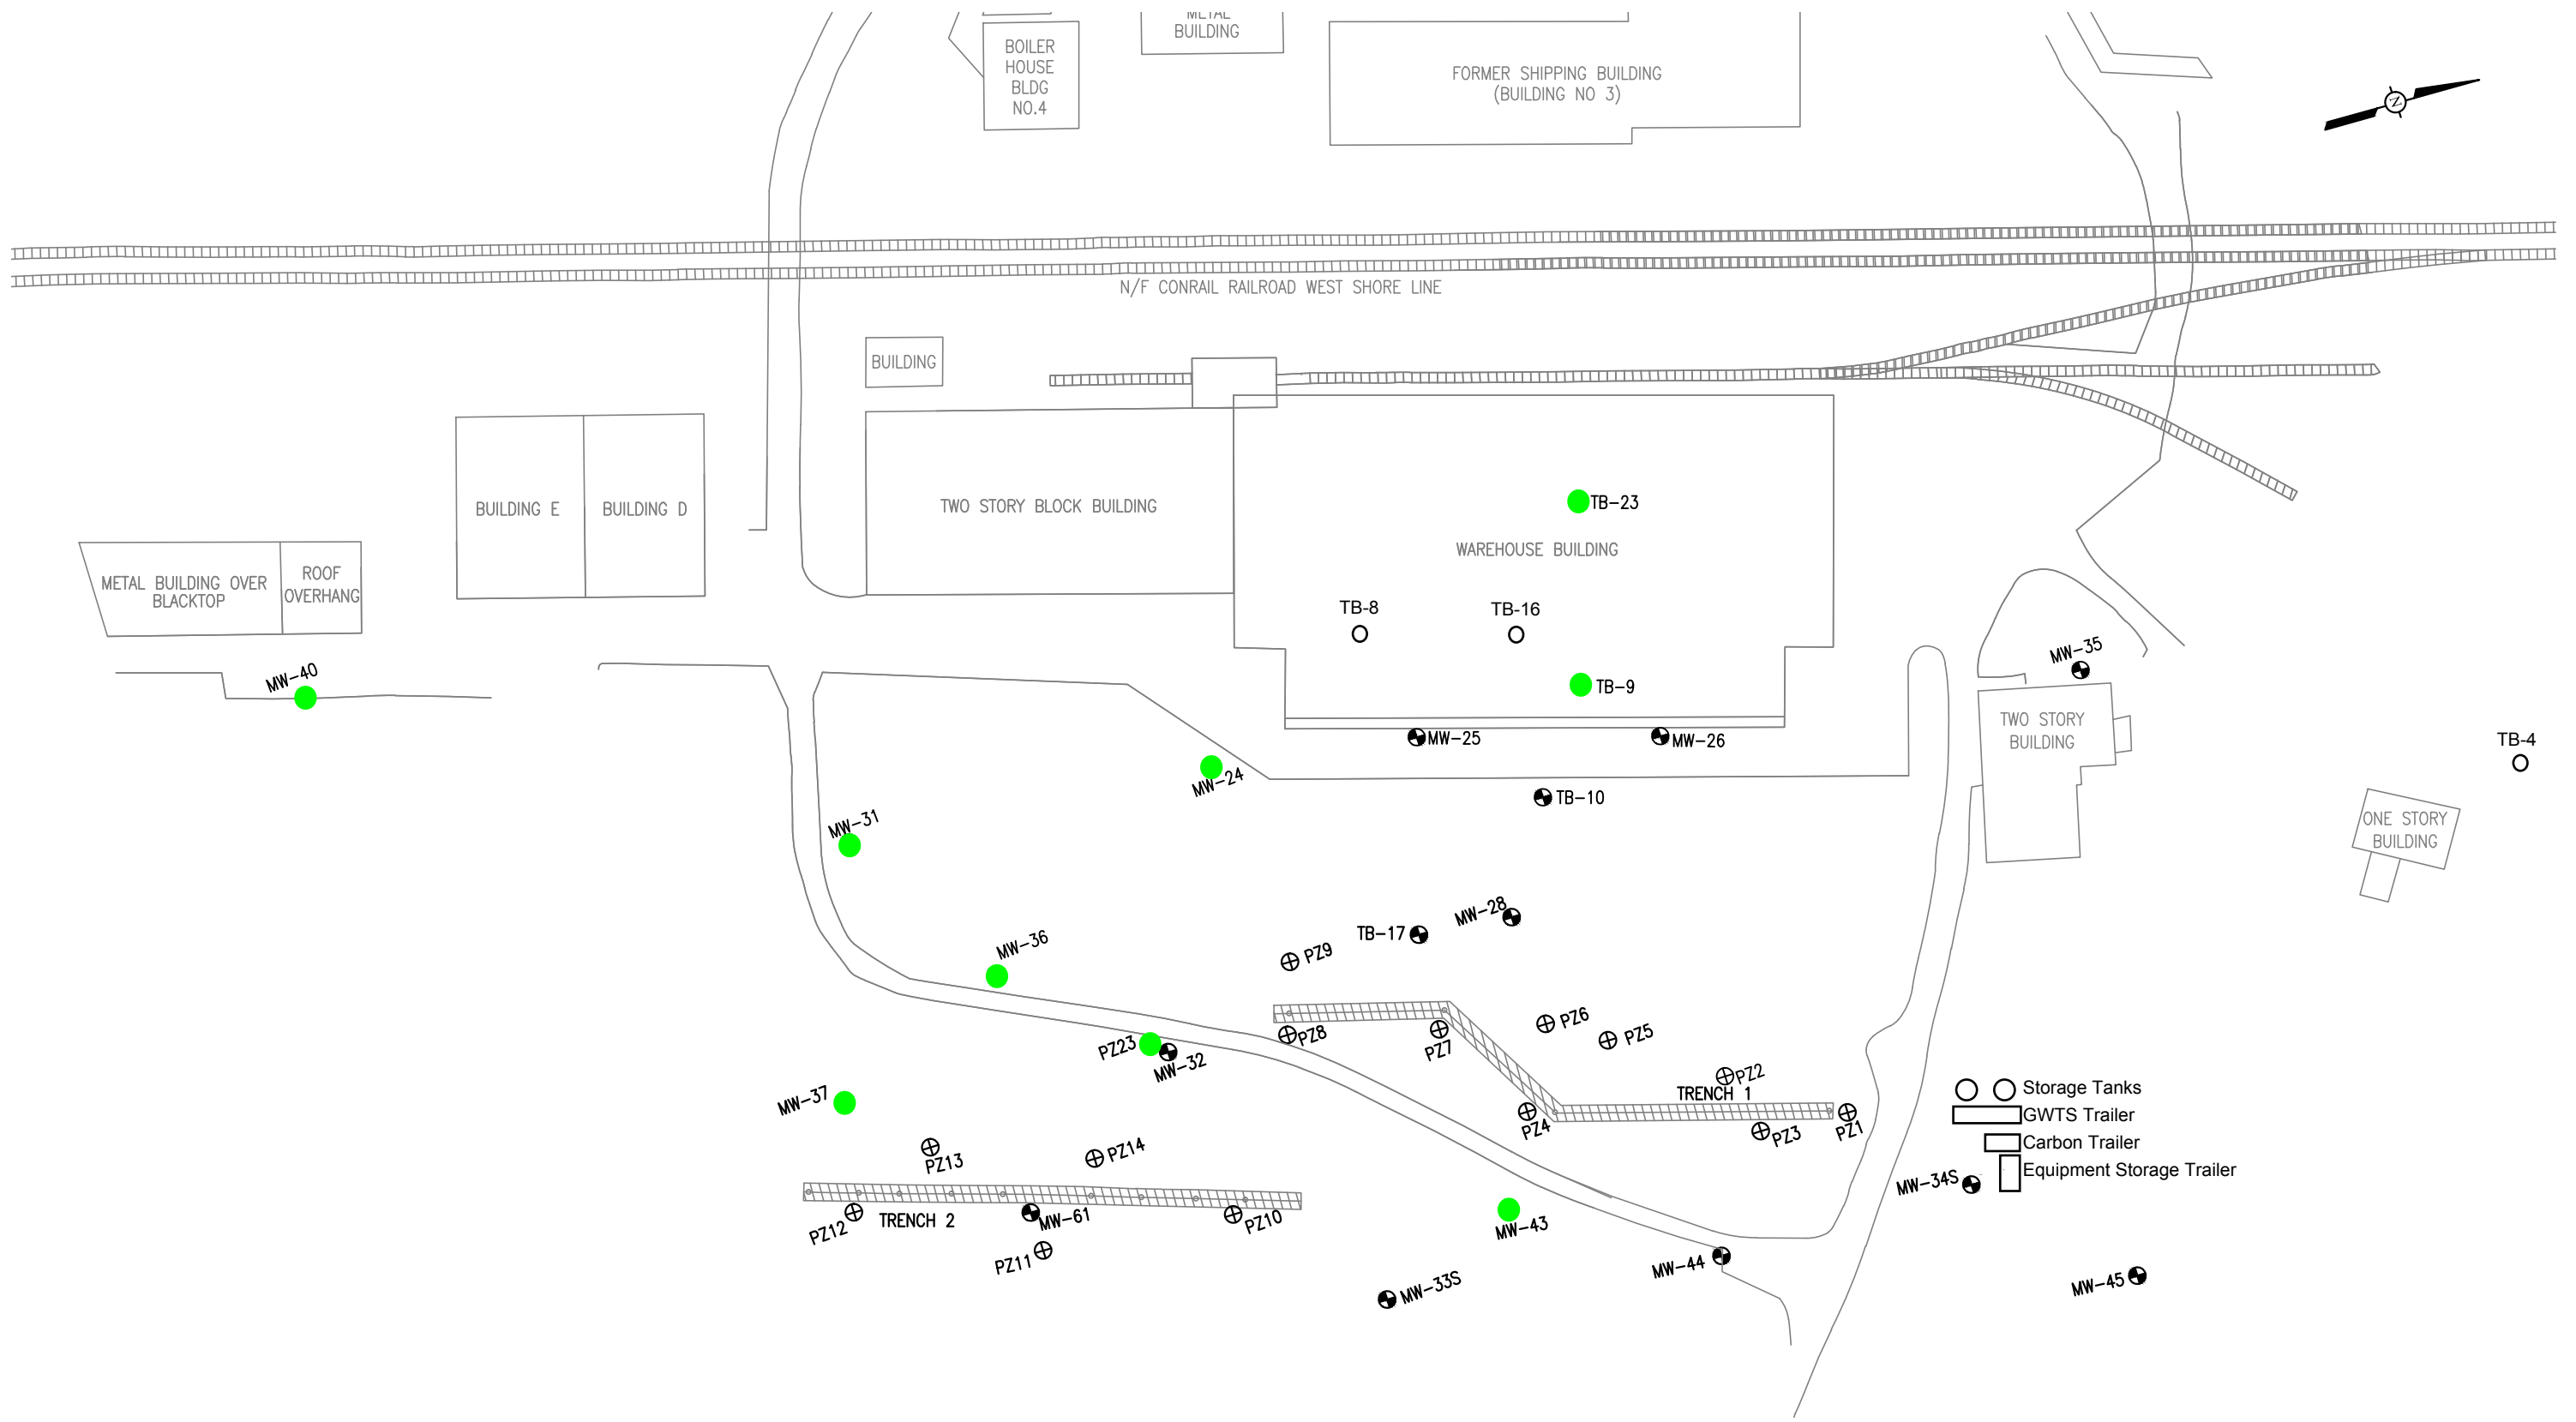 METAL
BUILDING
BOILER
HOUSE
BLDG
NO.4
FORMER SHIPPING BUILDING
(BUILDING NO 3)
N
N/F CONRAIL RAILROAD WEST SHORE LINE
BUILDING
BUILDING E
BUILDING D
TWO STORY BLOCK BUILDING
TB-23
WAREHOUSE BUILDING
METAL BUILDING OVER
BLACKTOP
ROOF
OVERHANG
TB-8
TB-16
MW-40
TB-9
MW-35
TWO STORY
BUILDING
MW-25
MW-26
TB-4
MW-24
TB-10
MW-31
ONE STORY
BUILDING
MW-28
TB-17
MW-36
PZ9
PZ6
PZ5
PZ8
PZ7
PZ23
MW-32
PZ2
TRENCH 1
MW-37
PZ4
PZ3
PZ1
Storage Tanks
GWTS Trailer
Carbon Trailer
Equipment Storage Trailer
PZ13
PZ14
MW-34S
PZ12
TRENCH 2
MW-61
PZ10
MW-43
PZ11
MW-44
MW-33S
MW-45